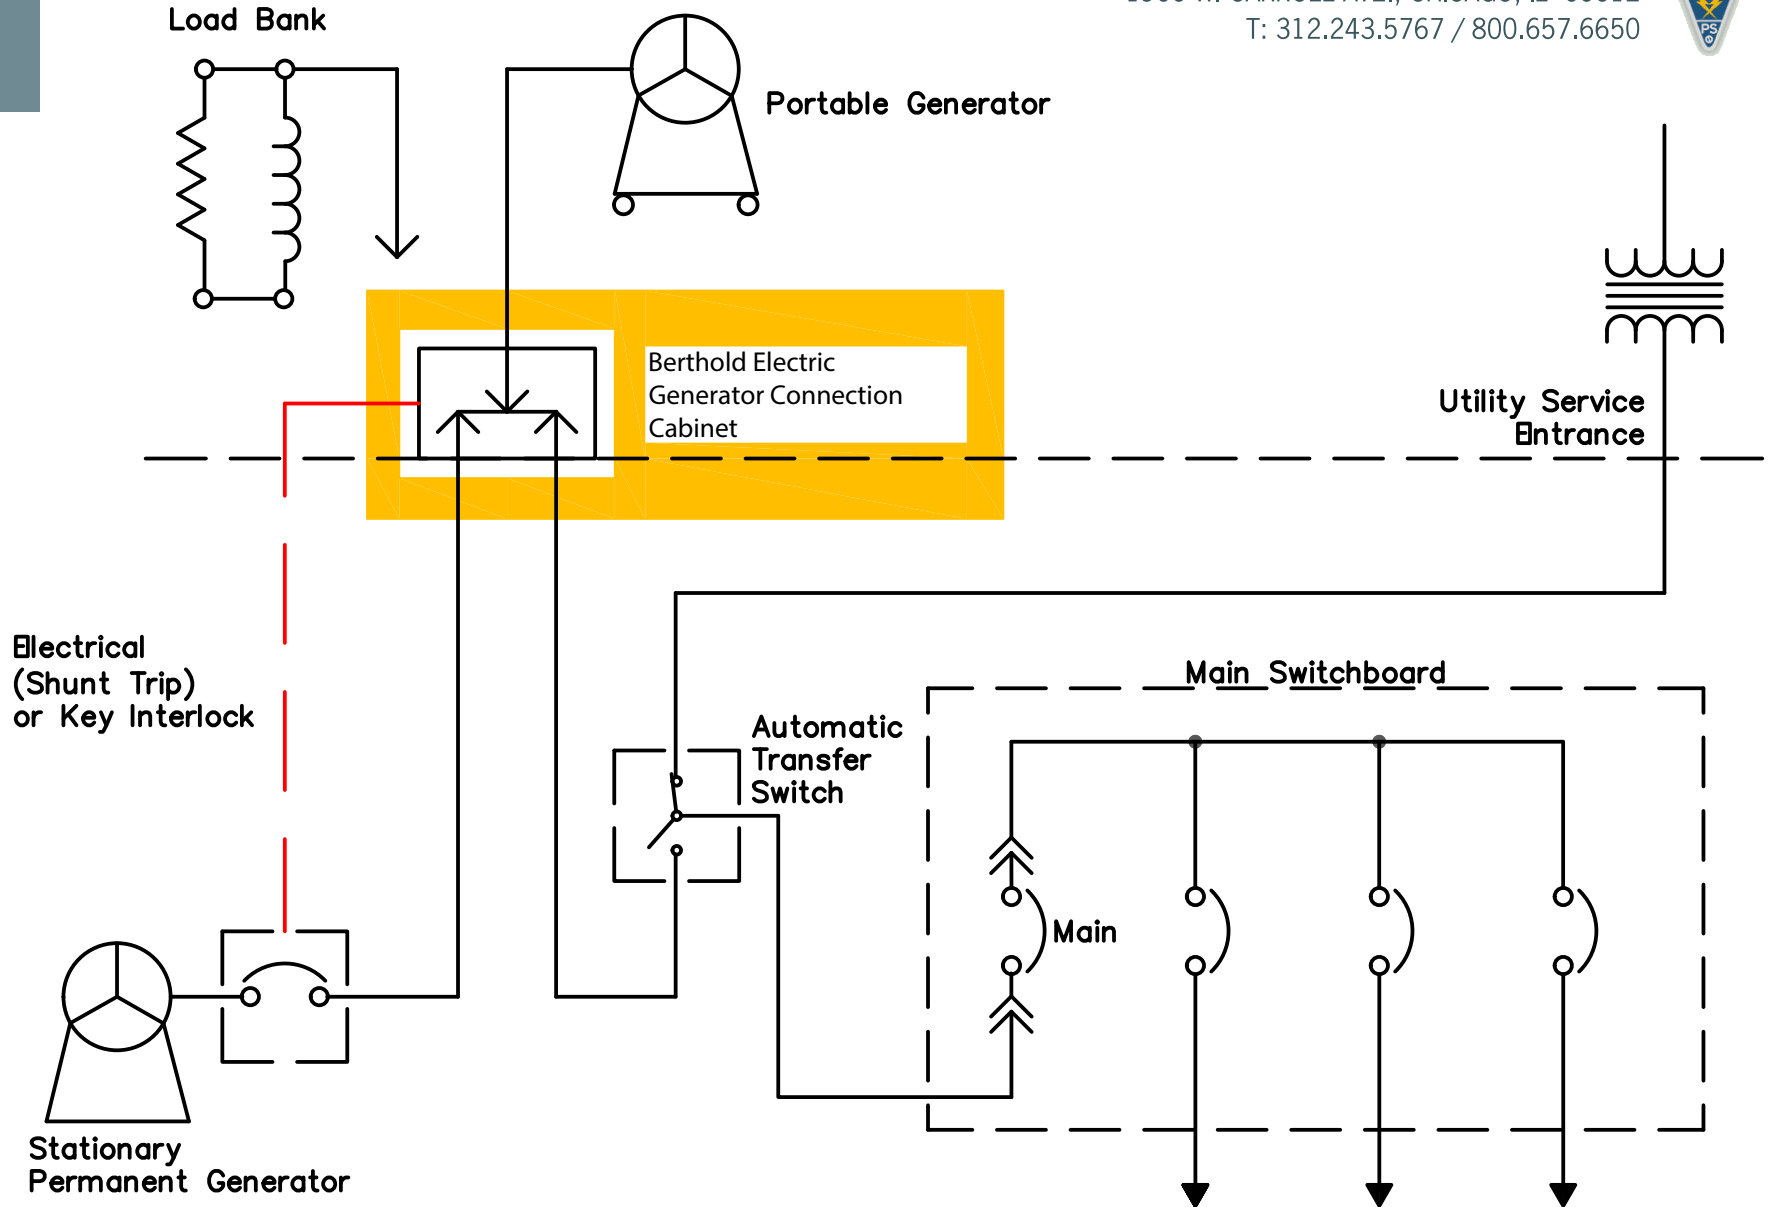 Load Bank
T: 312.243.5767 / 800.657.6650
PS
Portable Generator
Berthold Electric
Generator Connection
Cabinet
Utility Service
Entrance
Electrical
(Shunt Trip)
or Key Interlock
Main Switchboard
Automatic
Transfer
Switch
Main
Stationary
Permanent Generator